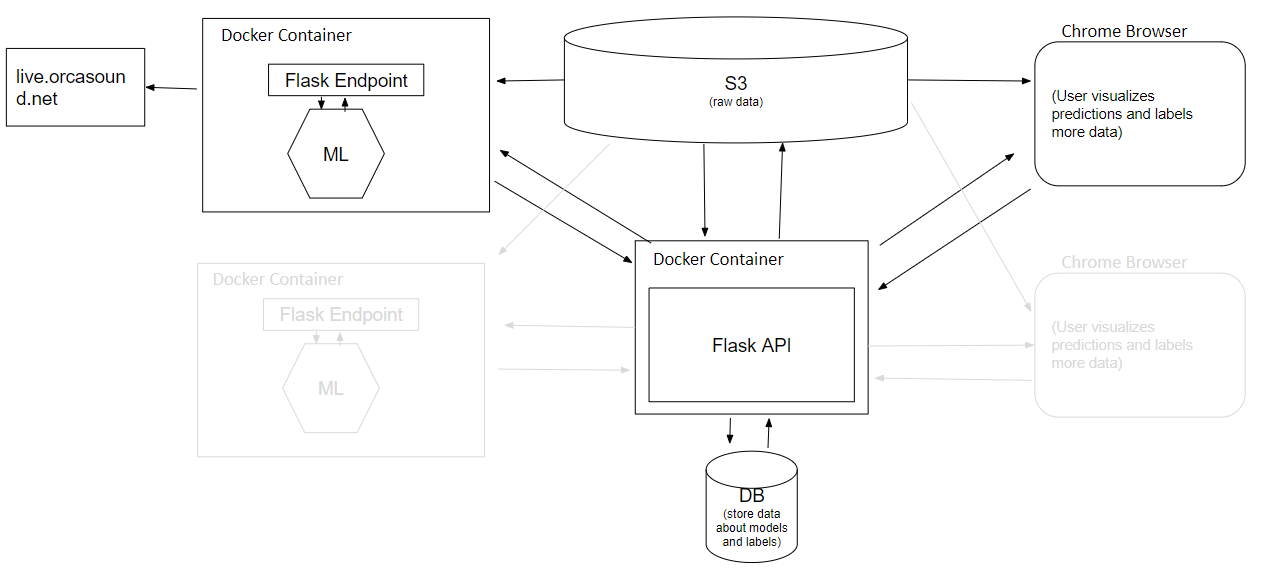 live.orcasoun
d.net
Docker Container
Flask Endpoint
ML
S3
(raw data)
Chrome Browser
(User visualizes
predictions and labels
more data)
Docker Container
Flask Endpoint
ML
Docker Container
Flask API
Chrome Browser
(User visualizes
predictions and labels
more data)
DB
(store data
about models
and labels)